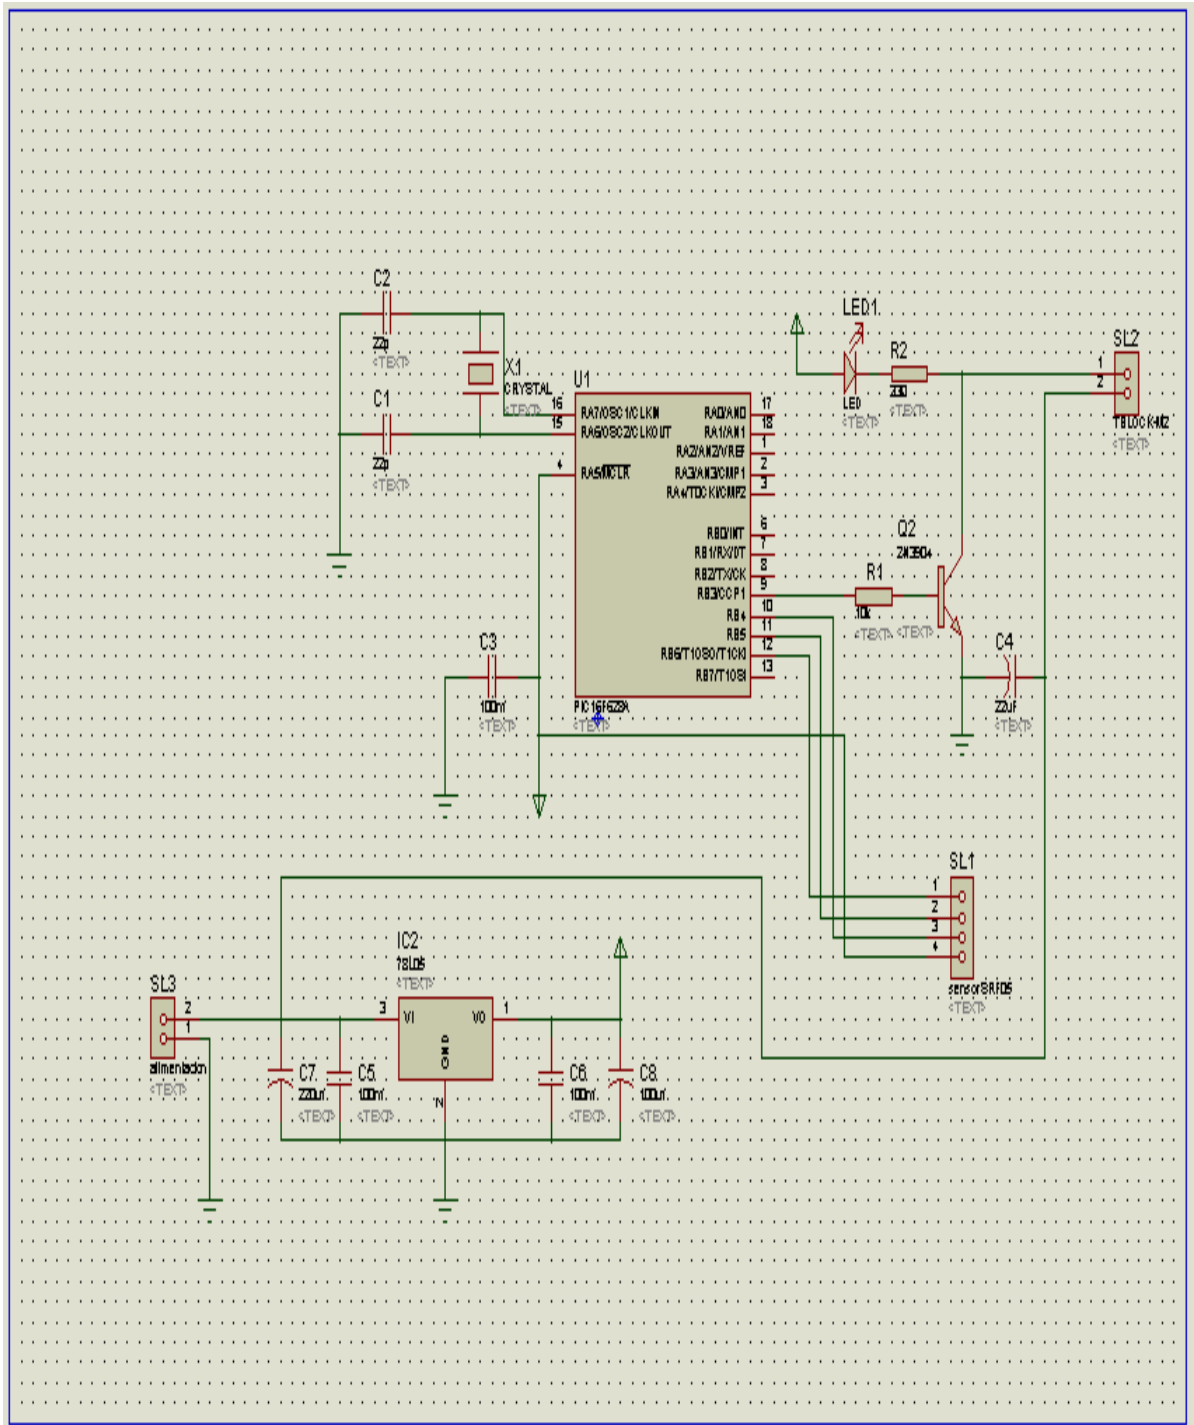 C2
22p
<TEXT>
X1
CRYSTAL
<TEXT>
C1
22p
<TEXT>
U1
16
15
4
RA7/OSC1/CLKIN
RA6/OSC2/CLKOUT
RA5/MCLR
RA0/AN0
RA1/AN1
RA2/AN2/VREF
RA3/AN3/CMP1
RA4/T0CKI/CMP2
RB0/INT
RB1/RX/DT
RB2/TX/CK
RB3/CCP1
RB4
RB5
RB6/T1OSO/T1CKI
RB7/T1OSI
17
18
1
2
3
6
7
8
9
10
11
12
13
PIC16F628A
<TEXT>
LED1
LED
<TEXT>
R2
330
<TEXT>
SL2
1
2
TBLOCK-M2
<TEXT>
Q2
2N3904
<TEXT>
R1
10k
<TEXT>
C4
22uF
<TEXT>
C3
100nf
<TEXT>
SL1
1
2
3
4
sensorSRF05
<TEXT>
IC2
78L05
<TEXT>
3
VI
VO
1
GND
2
SL3
2
1
alimentacion
<TEXT>
C7
220uf
<TEXT>
C5
100nf
<TEXT>
C6
100nf
<TEXT>
C8
100uf
<TEXT>